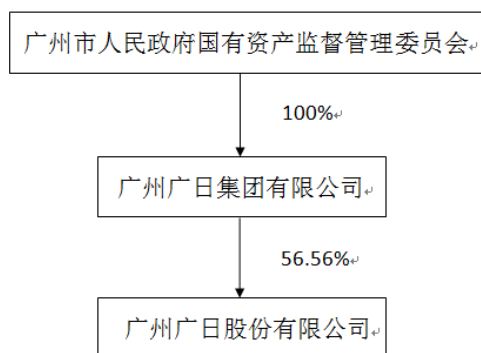 广州市人民政府国有资产监督管理委员会
100%
广州广日集团有限公司
56.56%
广州广日股份有限公司